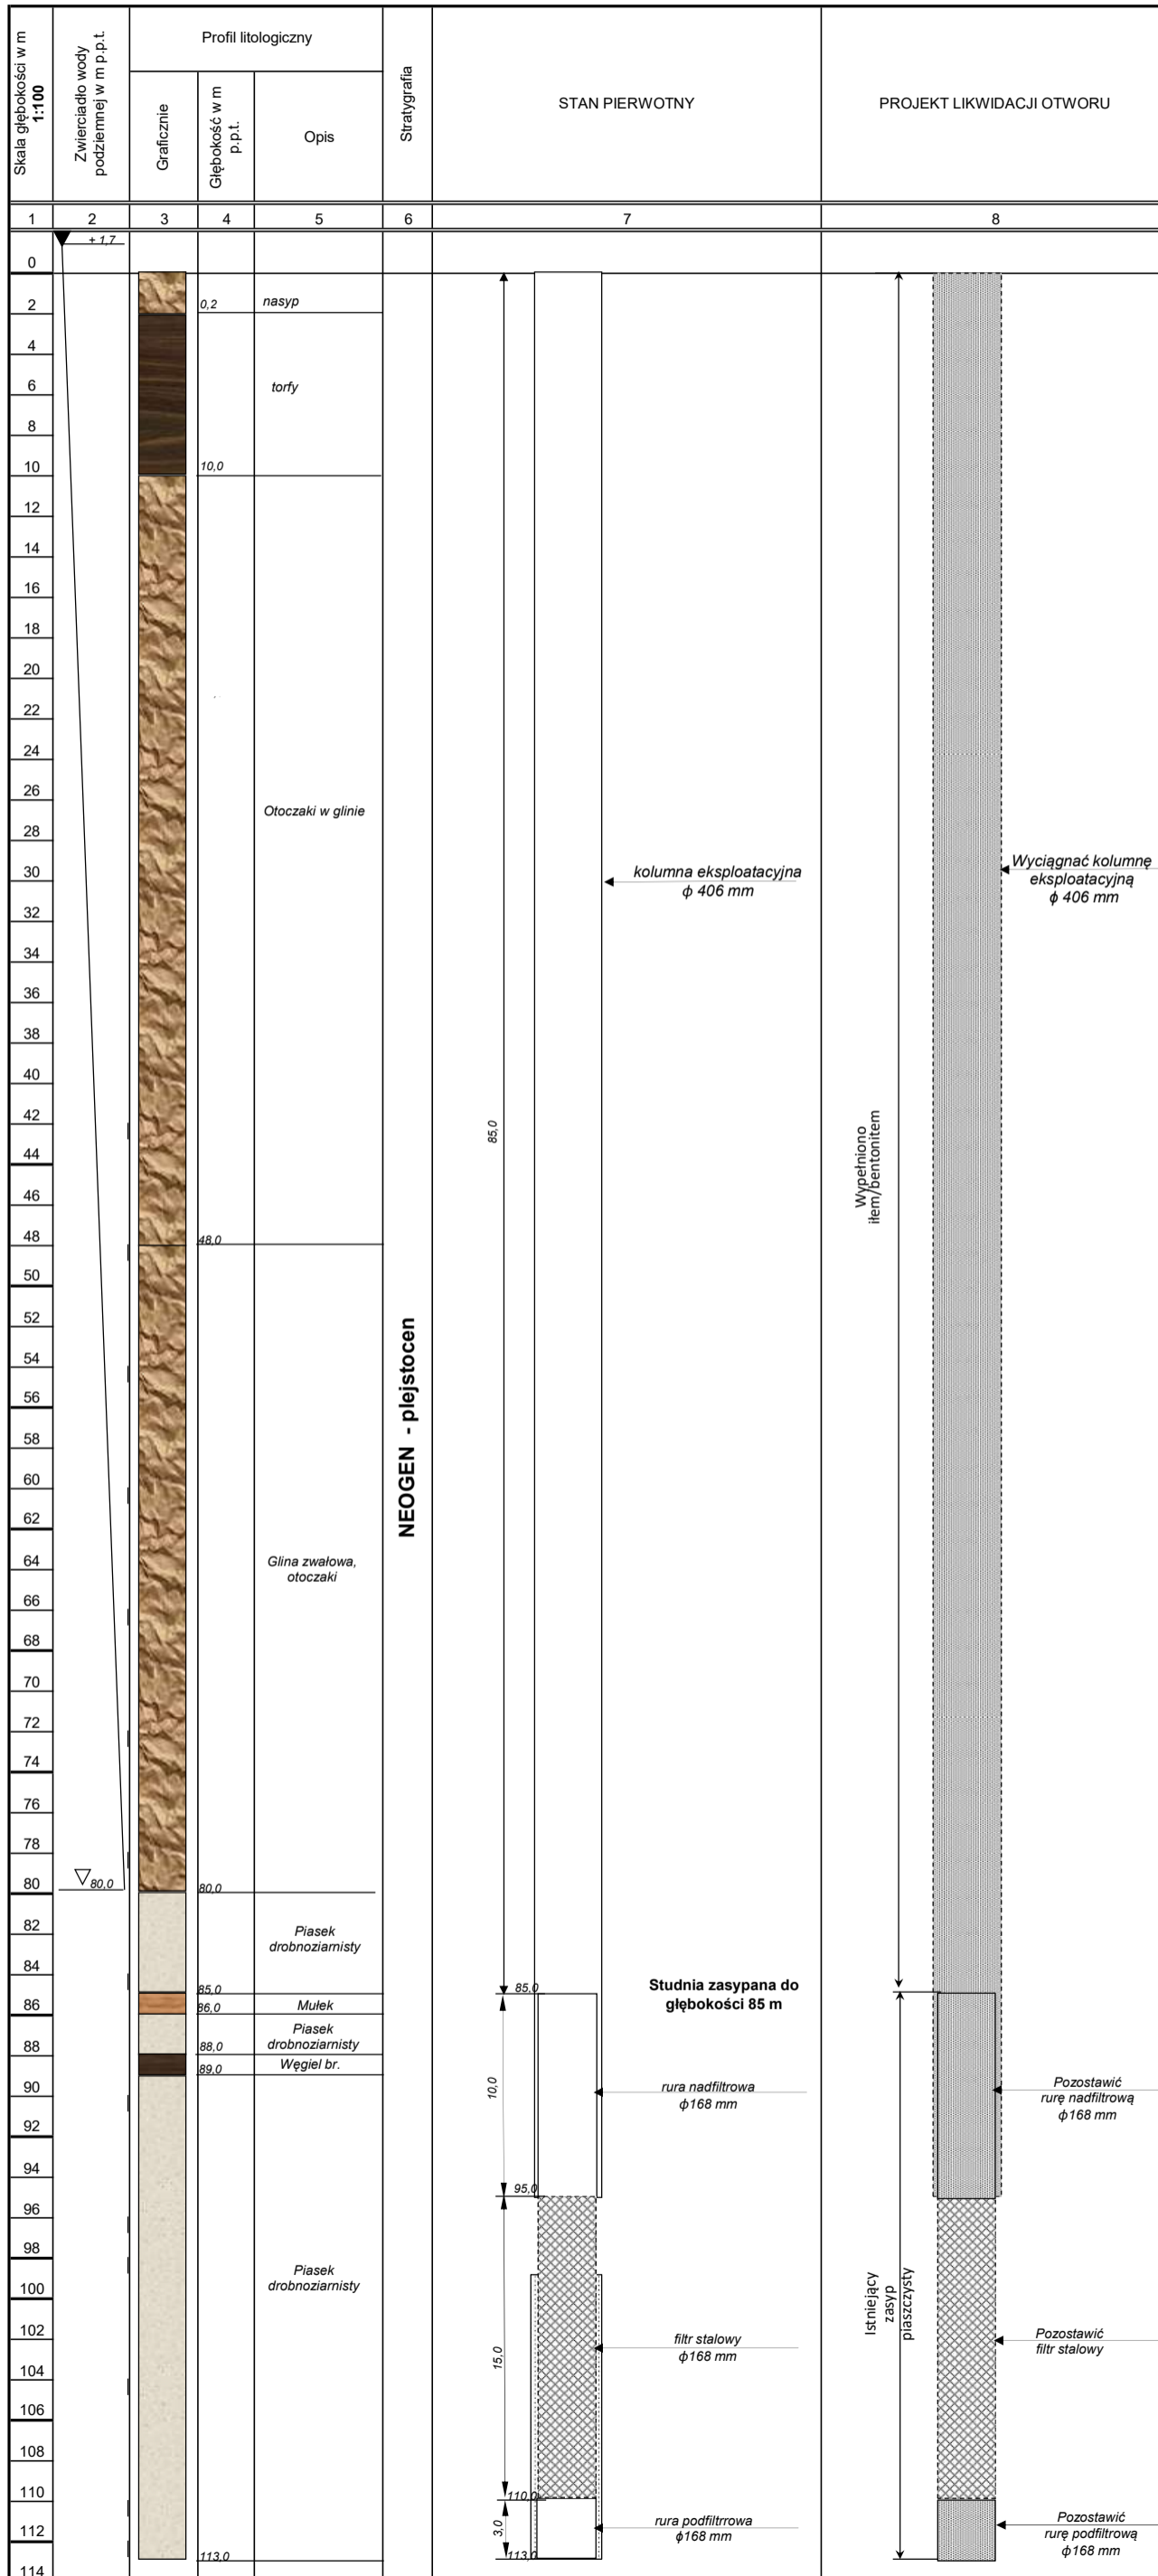 Skala głębokości w m
1:100
Zwierciadło wody
podziemnej w m p.p.t.
Profil litologiczny
Graficznie
Głębokość w m
p.p.t.
Opis
Stratygrafia
STAN PIERWOTNY
PROJEKT LIKWIDACJI OTWORU
1 2 3 4 5 6 7 8
+ 1,7
0
2
4
6
8
10
12
14
16
18
20
22
24
26
28
30
32
34
36
38
40
42
44
46
48
50
52
54
56
58
60
62
64
66
68
70
72
74
76
78
80
82
84
86
88
90
92
94
96
98
100
102
104
106
108
110
112
114
80,0
0,2
10,0
48,0
80,0
85,0
86,0
88,0
89,0
113,0
nasyp
torfy
Otoczaki w glinie
Glina zwałowa,
otoczaki
Piasek
drobnoziarnisty
Mułek
Piasek
drobnoziarnisty
Węgiel br.
Piasek
drobnoziarnisty
NEOGEN - plejstocen
85,0
kolumna eksploatacyjna
ϕ 406 mm
85,0
Studnia zasypana do
głębokości 85 m
10,0
rura nadfiltrowa
ϕ168 mm
95,0
15,0
filtr stalowy
ϕ168 mm
110,0
3,0
rura podfiltrrowa
ϕ168 mm
113,0
Wyciągnać kolumnę
eksploatacyjną
ϕ 406 mm
Wypełniono
iłem/bentonitem
Pozostawić
rurę nadfiltrową
ϕ168 mm
Istniejący
zasyp
piaszczysty
Pozostawić
filtr stalowy
Pozostawić
rurę podfiltrową
ϕ168 mm